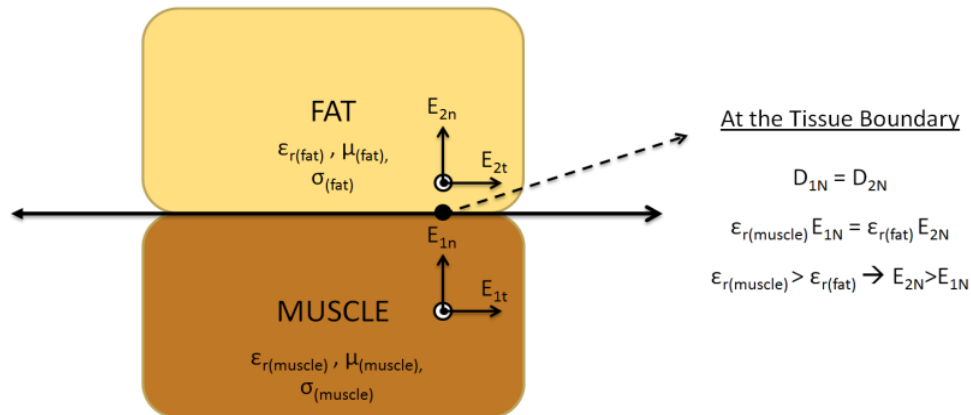 FAT
εr(fat) , μ(fat),
σ(fat)
E2n
E2t
E1n
E1t
MUSCLE
εr(muscle) , μ(muscle),
σ(muscle)
At the Tissue Boundary
D1N = D2N
εr(muscle) E1N = εr(fat) E2N
εr(muscle) > εr(fat) → E2N>E1N